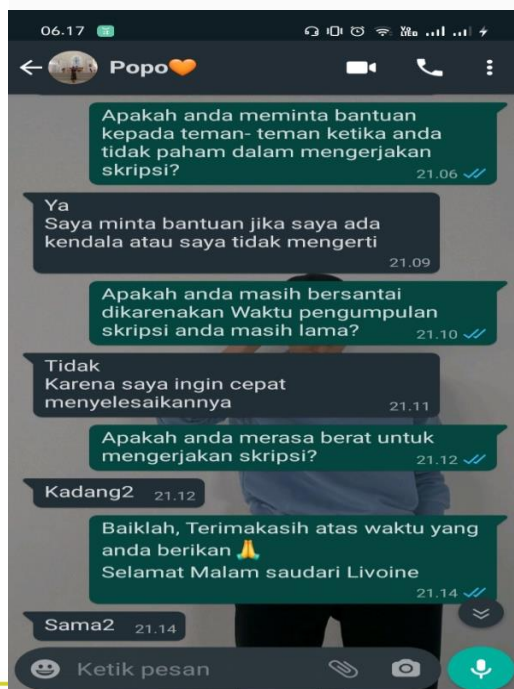 06.17
Popo🧡
Apakah anda meminta bantuan
kepada teman- teman ketika anda
tidak paham dalam mengerjakan
skripsi?
21.06
Ya
Saya minta bantuan jika saya ada
kendala atau saya tidak mengerti
21.09
Apakah anda masih bersantai
dikarenakan Waktu pengumpulan
skripsi anda masih lama?
21.10
Tidak
Karena saya ingin cepat
menyelesaikannya
21.11
Apakah anda merasa berat untuk
mengerjakan skripsi?
21.12
Kadang2 21.12
Baiklah, Terimakasih atas waktu yang
anda berikan 🙏
Selamat Malam saudari Livoine
21.14
Sama2 21.14
Ketik pesan